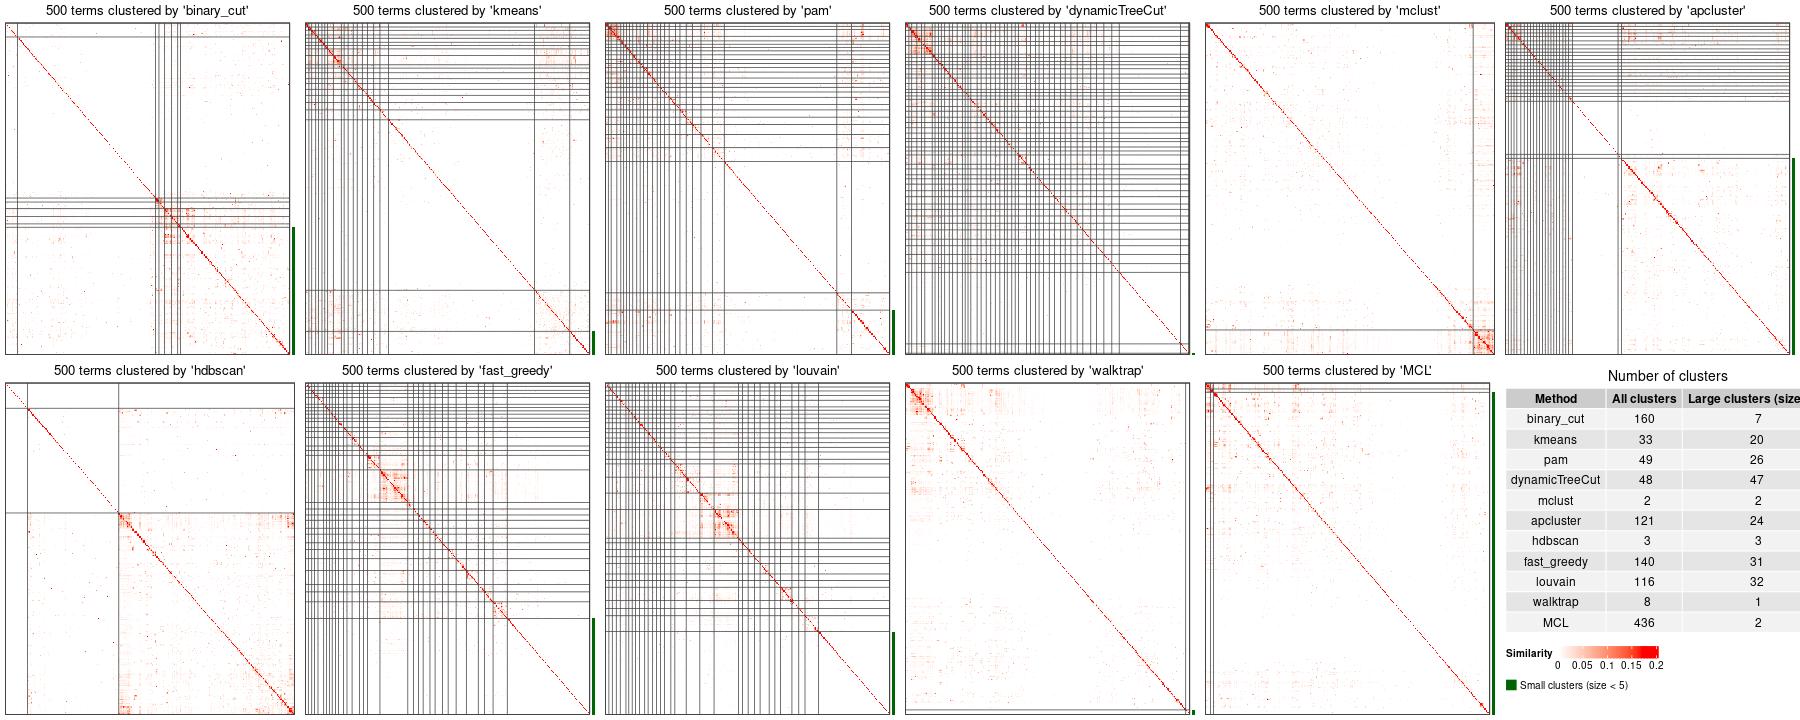 500 terms clustered by 'binary_cut'
500 terms clustered by 'kmeans'
500 terms clustered by 'pam'
500 terms clustered by 'dynamicTreeCut'
500 terms clustered by 'mclust'
500 terms clustered by 'apcluster'
500 terms clustered by 'hdbscan'
500 terms clustered by 'fast_greedy'
500 terms clustered by 'louvain'
500 terms clustered by 'walktrap'
500 terms clustered by 'MCL'
Number of clusters
Method All clusters Large clusters (size
binary_cut 160 7
kmeans 33 20
pam 49 26
dynamicTreeCut 48 47
mclust 2 2
apcluster 121 24
hdbscan 3 3
fast_greedy 140 31
louvain 116 32
walktrap 8 1
MCL 436 2
Similarity
0 0.05 0.1 0.15 0.2
Small clusters (size < 5)